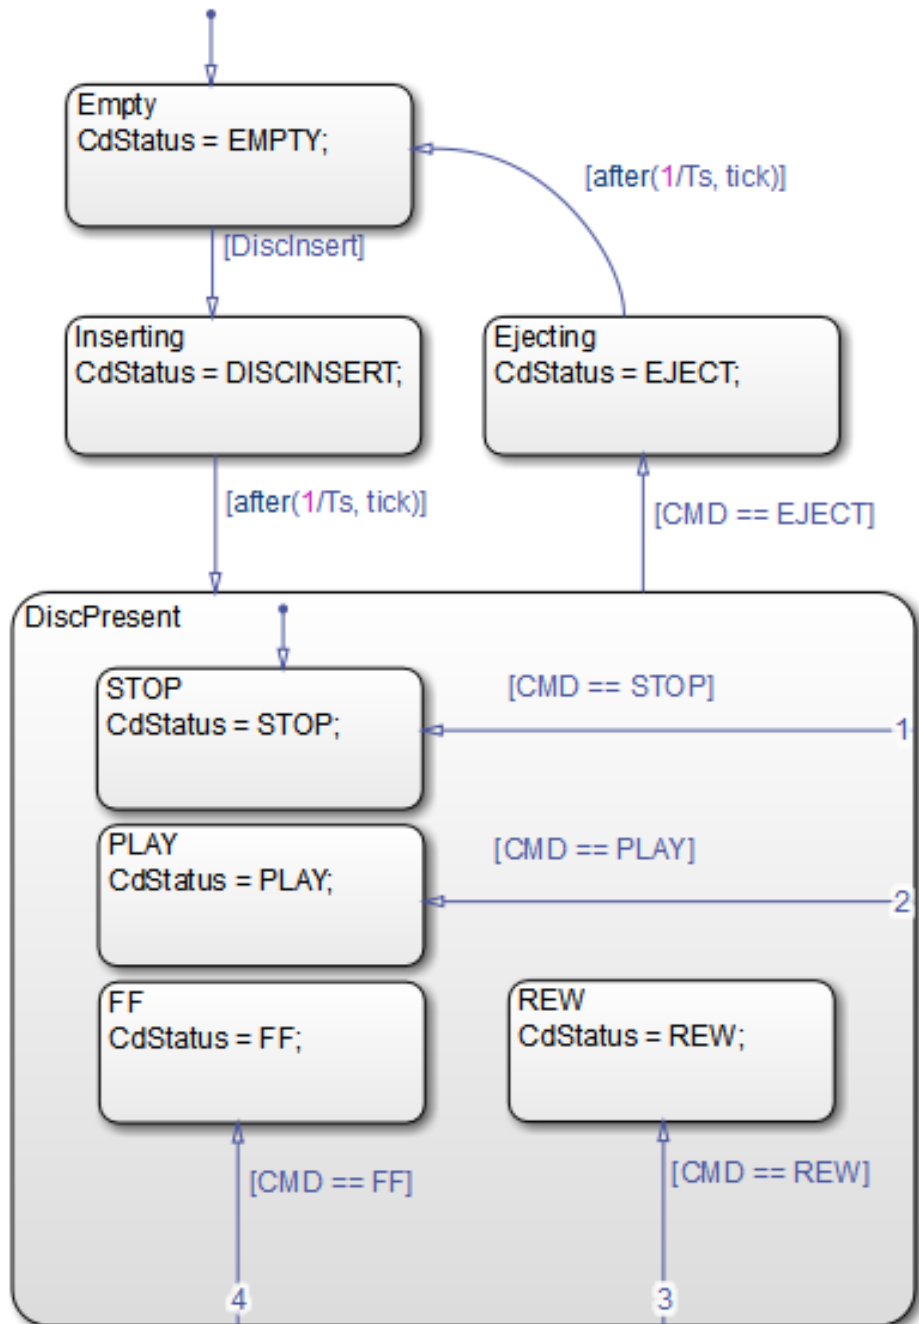 Empty
CdStatus = EMPTY;
[after(1/Ts, tick)]
[DiscInsert]
Inserting
CdStatus = DISCINSERT;
Ejecting
CdStatus = EJECT;
[after(1/Ts, tick)]
[CMD == EJECT]
DiscPresent
STOP
CdStatus = STOP;
[CMD == STOP]
1
PLAY
CdStatus = PLAY;
[CMD == PLAY]
2
FF
CdStatus = FF;
REW
CdStatus = REW;
[CMD == FF]
[CMD == REW]
4
3